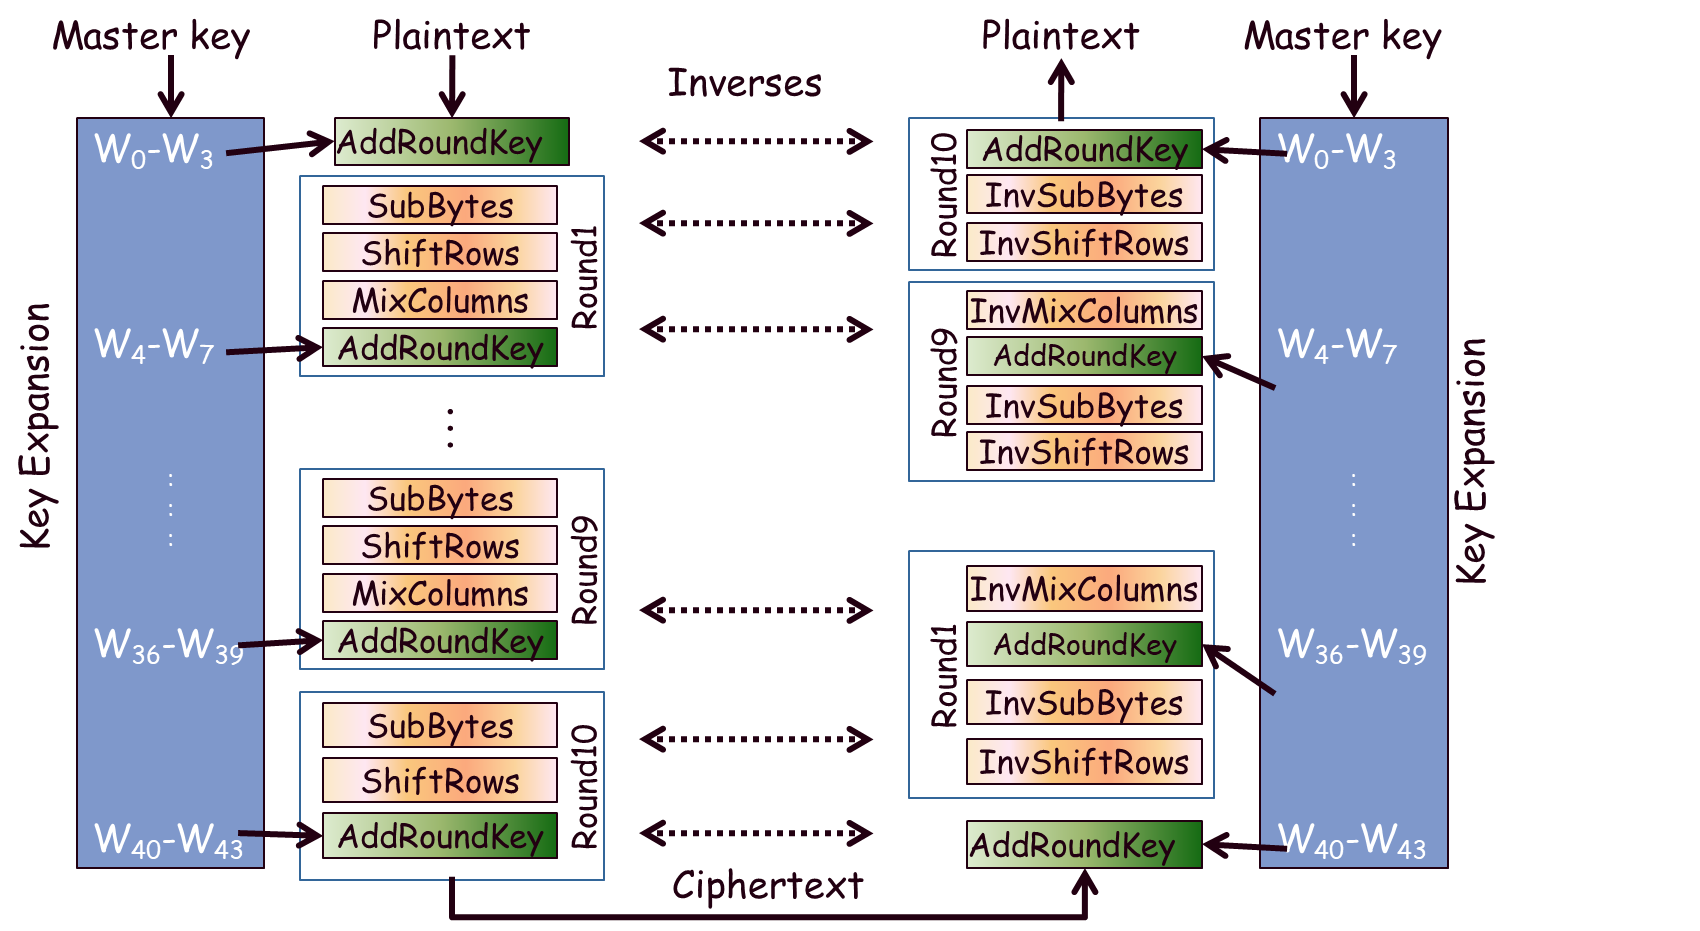 Master key
Plaintext
Plaintext
Master key
Inverses
W0-W3
AddRoundKey
AddRoundKey
W0-W3
Round10
InvSubBytes
InvShiftRows
SubBytes
ShiftRows
MixColumns
AddRoundKey
Round1
W4-W7
InvMixColumns
AddRoundKey
InvSubBytes
InvShiftRows
Round9
W4-W7
Key Expansion
Key Expansion
⋮
SubBytes
ShiftRows
MixColumns
AddRoundKey
Round9
W36-W39
InvMixColumns
AddRoundKey
InvSubBytes
InvShiftRows
Round1
W36-W39
SubBytes
ShiftRows
AddRoundKey
Round10
W40-W43
AddRoundKey
W40-W43
Ciphertext